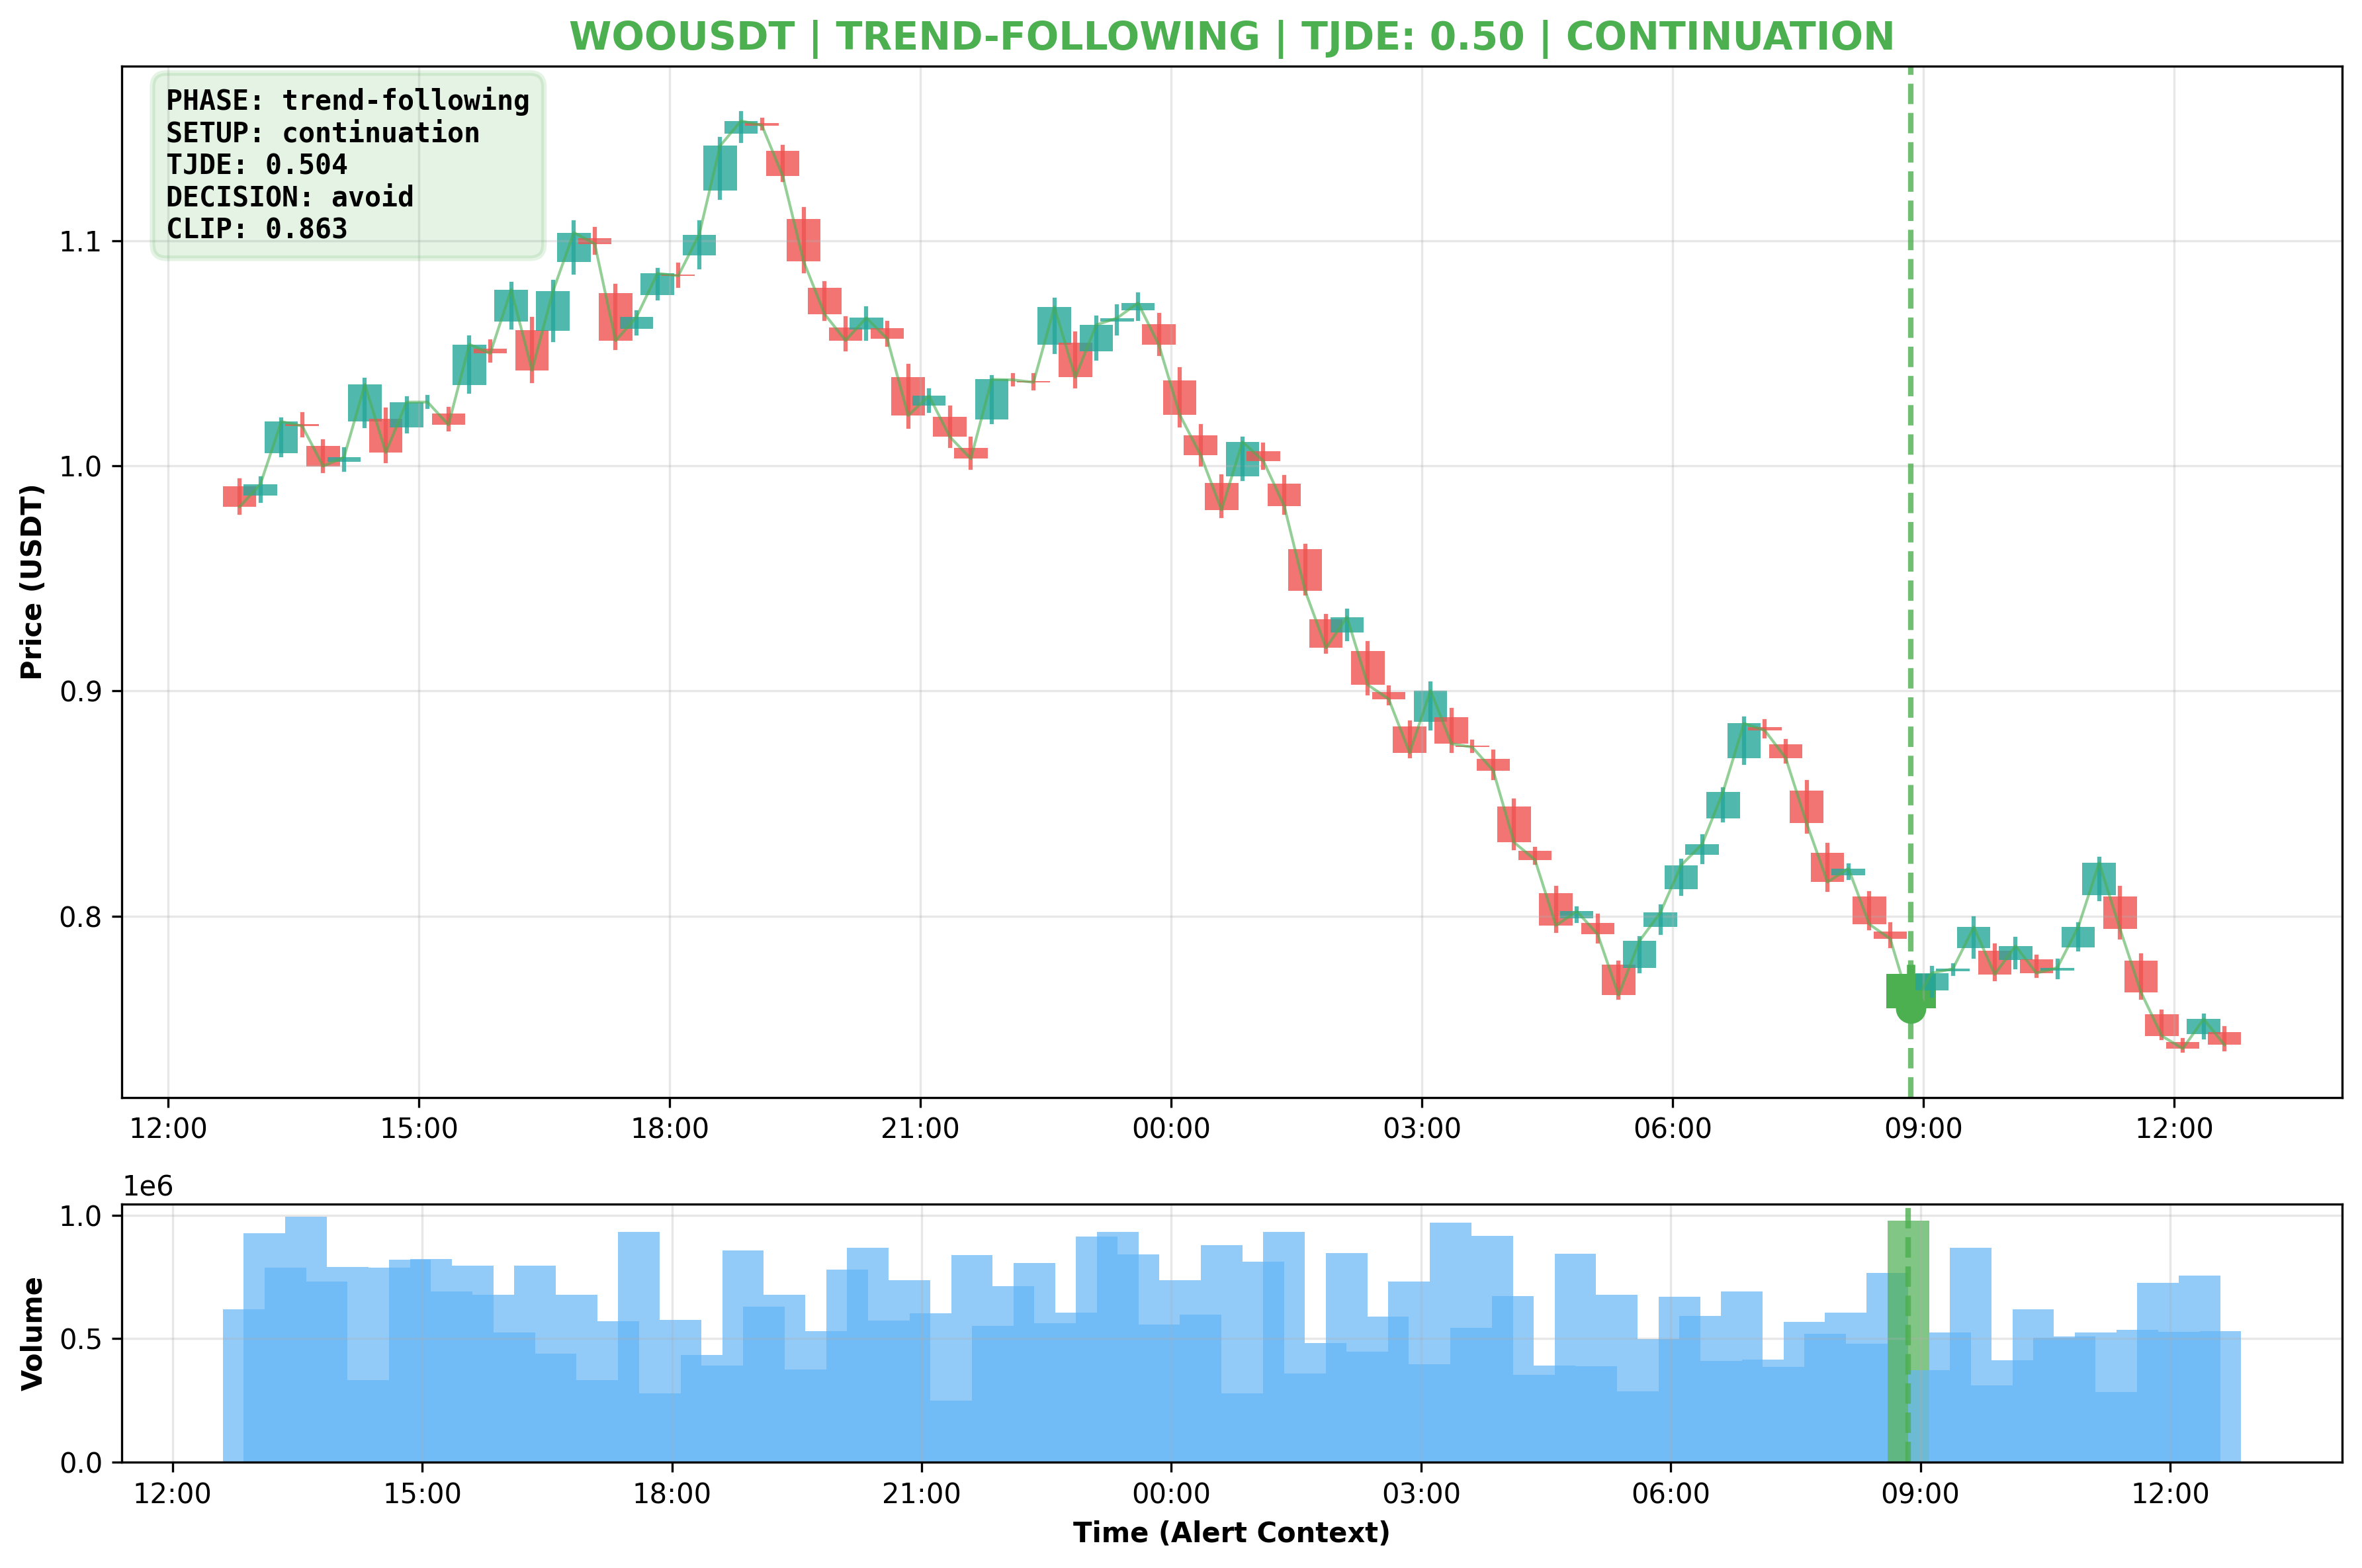 WOOUSDT | TREND-FOLLOWING | TJDE: 0.50 | CONTINUATION
PHASE: trend-following
SETUP: continuation
TJDE: 0.504
DECISION: avoid
CLIP: 0.863
Price (USDT)
1.1
1.0
0.9
0.8
12:00 15:00 18:00 21:00 00:00 03:00 06:00 09:00 12:00
1e6
Volume
1.0
0.5
0.0
12:00 15:00 18:00 21:00 00:00 03:00 06:00 09:00 12:00
Time (Alert Context)